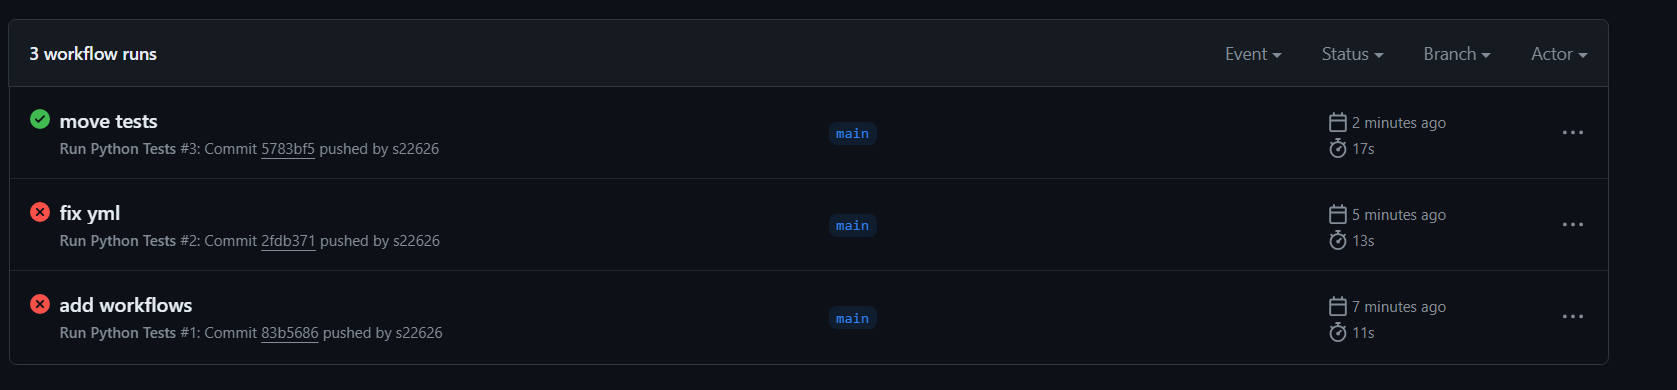 3 workflow runs
Event Status Branch Actor
move tests
Run Python Tests #3: Commit 5783bf5 pushed by s22626
main
2 minutes ago
17s
fix yml
Run Python Tests #2: Commit 2fdb371 pushed by s22626
main
5 minutes ago
13s
add workflows
Run Python Tests #1: Commit 83b5686 pushed by s22626
main
7 minutes ago
11s